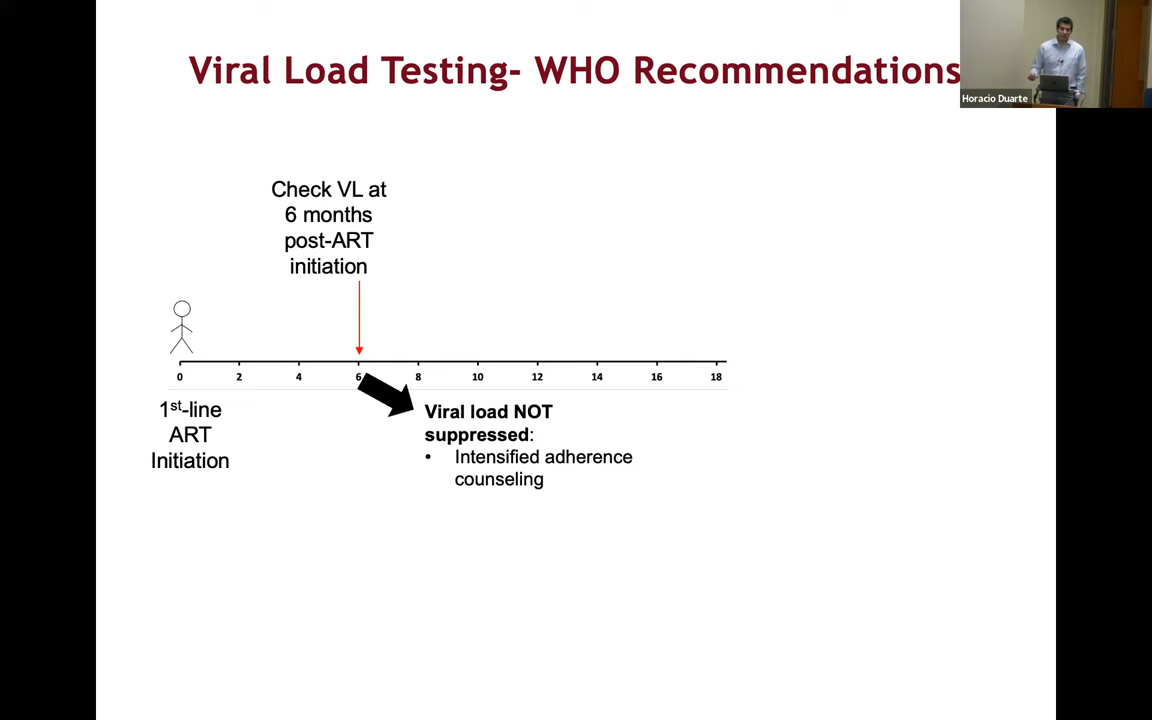 Viral Load Testing- WHO Recommendations
Horacio Duarte
Check VL at
6 months
post-ART
initiation
0 2 4 6 8 10 12 14 16 18
1st-line
ART
Initiation
Viral load NOT
suppressed:
• Intensified adherence
counseling